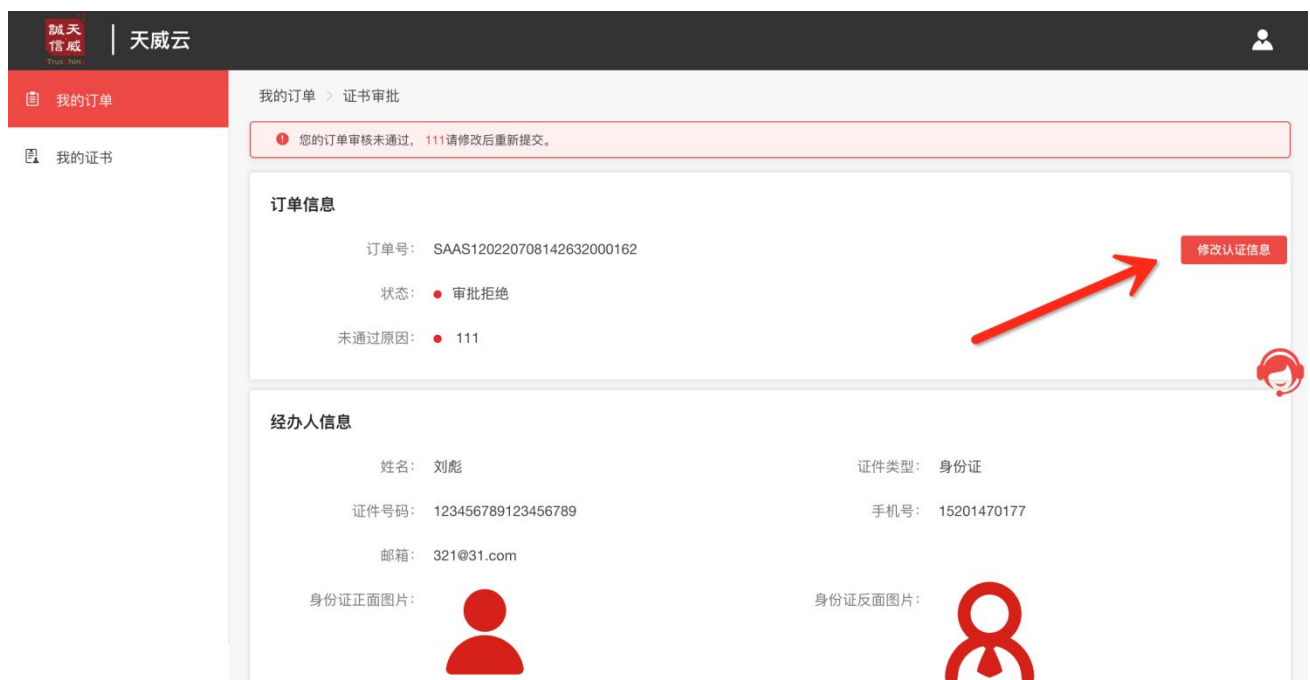 誠天
信威
天威云
我的订单
我的证书
我的订单 > 证书审批
您的订单审核未通过， 111请修改后重新提交。
订单信息
订单号： SAAS120220708142632000162
修改认证信息
状态： 审批拒绝
未通过原因： 111
经办人信息
姓名： 刘彪
证件类型： 身份证
证件号码： 123456789123456789
手机号： 15201470177
邮箱： 321@31.com
身份证正面图片：
身份证反面图片：